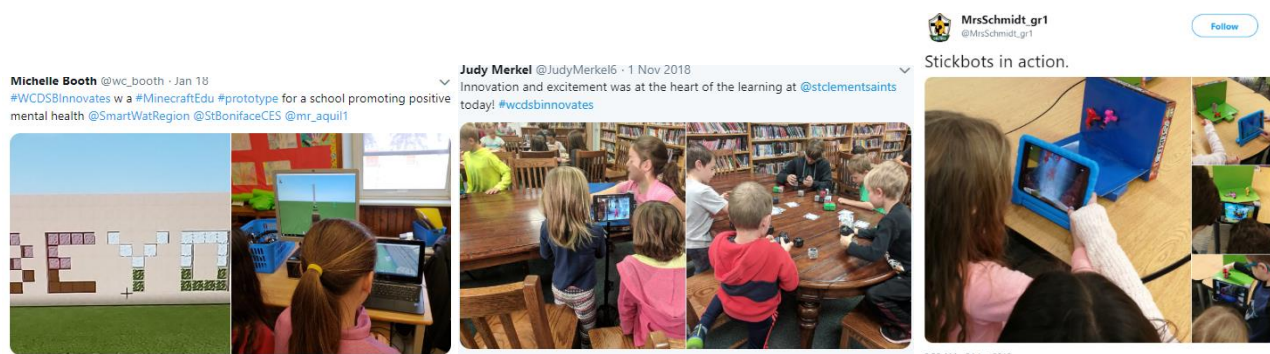 Michelle Booth @wc_booth · Jan 18
#WCDSBInnovates w a #MinecraftEdu #prototype for a school promoting positive
mental health @SmartWatRegion @StBonifaceCES @mr_aquil1
Judy Merkel @JudyMerkel6 · 1 Nov 2018
Innovation and excitement was at the heart of the learning at @stclementsaints
today! #wcdsbinnovates
MrsSchmidt_gr1
@MrsSchmidt_gr1
Follow
Stickbots in action.